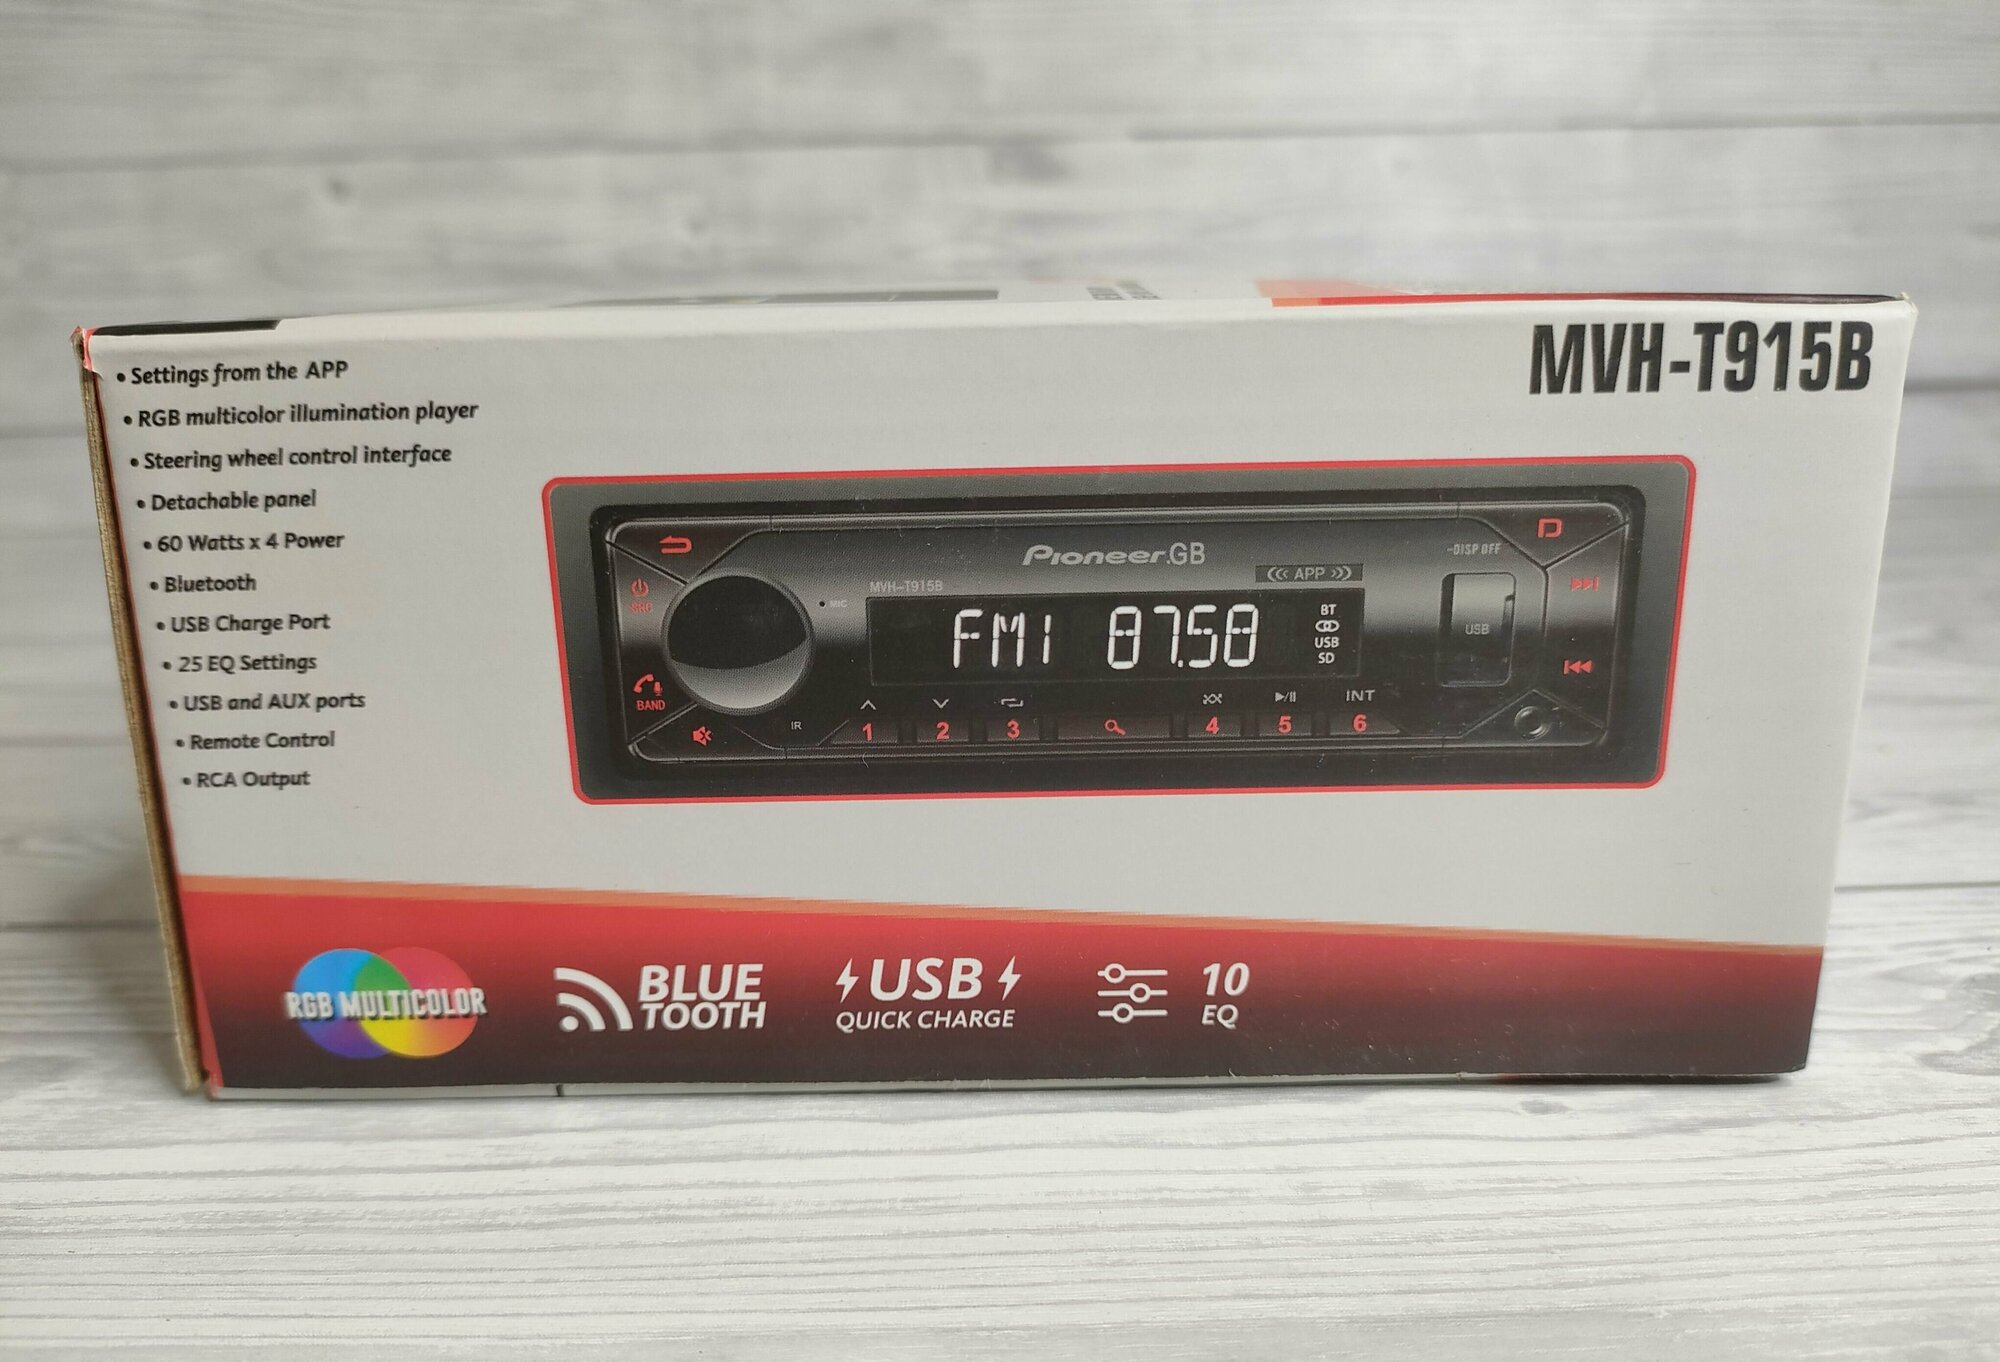 MVH-T915B
• Settings from the APP
• RGB multicolor illumination player
• Steering wheel control interface
• Detachable panel
• 60 Watts x 4 Power
• Bluetooth
• USB Charge Port
• 25 EQ Settings
• USB and AUX ports
• Remote Control
• RCA Output
Pioneer.GB
-DISP OFF
MVH-T915B
((( APP )))
SRC
MIC
FM1 87.50
BT
USB
SD
USB
BAND
IR
INT
1 2 3 4 5 6
RGB MULTICOLOR
BLUE
TOOTH
USB
QUICK CHARGE
10
EQ